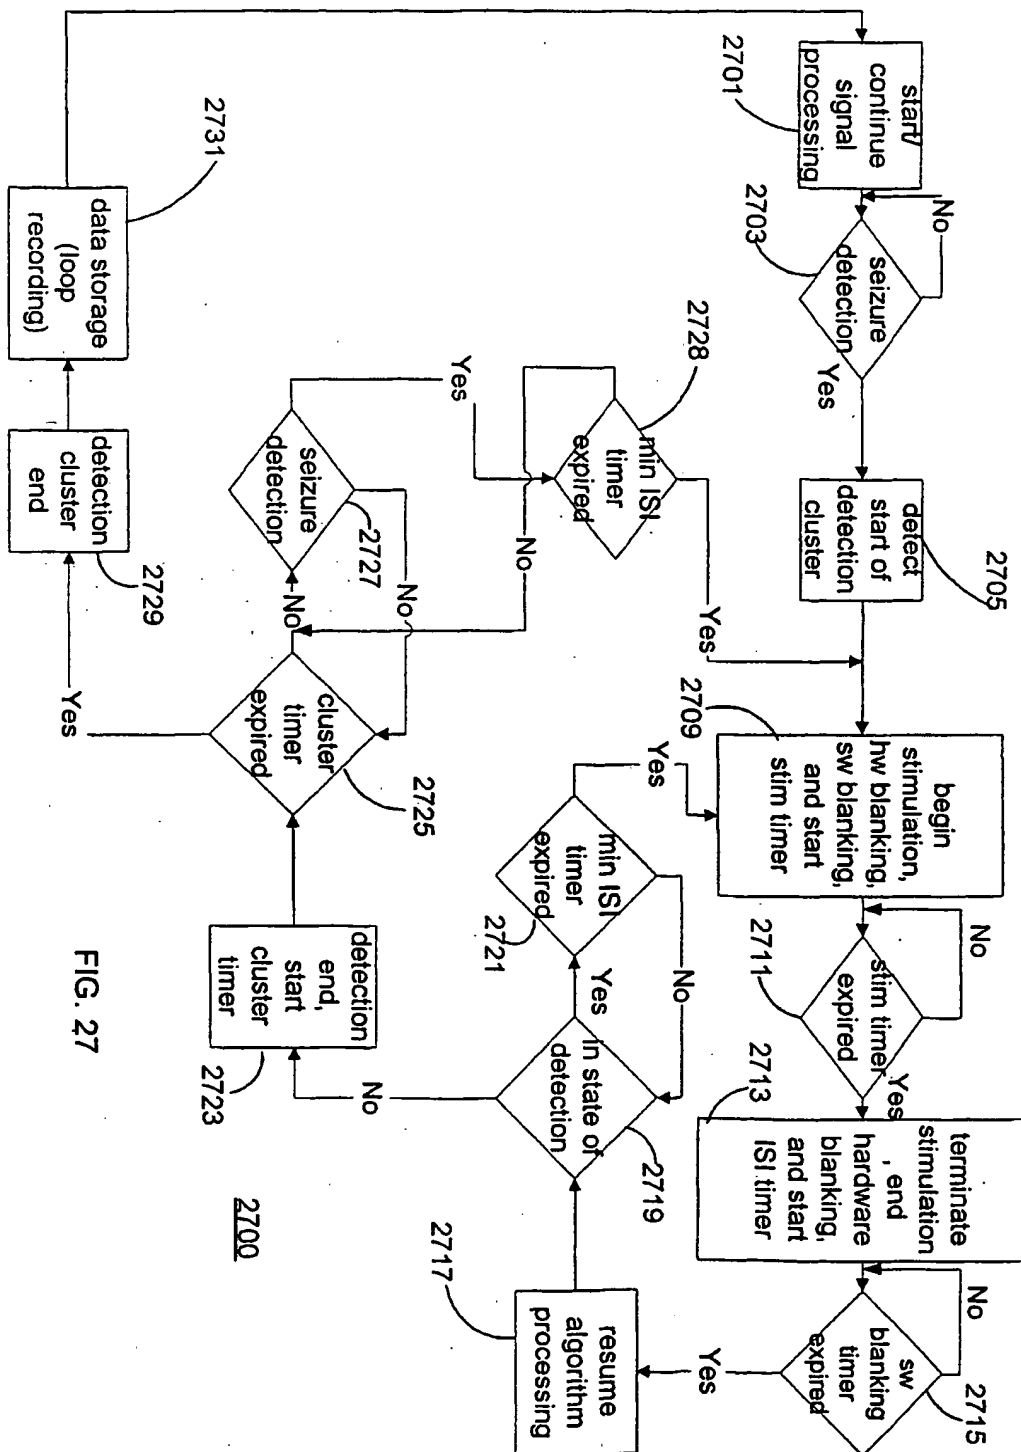 start/
continue
signal
processing
2701
No
seizure
detection
2703
Yes
detect
start of
detection
cluster
2705
begin
stimulation,
hw blanking,
sw blanking,
and start
stim timer
2709
No
stim timer
expired
2711
Yes
terminate
stimulation
, end
hardware
blanking,
and start
ISI timer
2713
No
sw
blanking
timer
expired
2715
Yes
resume
algorithm
processing
2717
in state of
detection
2719
Yes
No
min ISI
timer
expired
2721
Yes
No
detection
end,
start
cluster
timer
2723
cluster
timer
expired
2725
No
Yes
seizure
detection
2727
No
Yes
min ISI
timer
expired
2728
No
Yes
detection
cluster
end
2729
data storage
(loop
recording)
2731
2700
FIG. 27